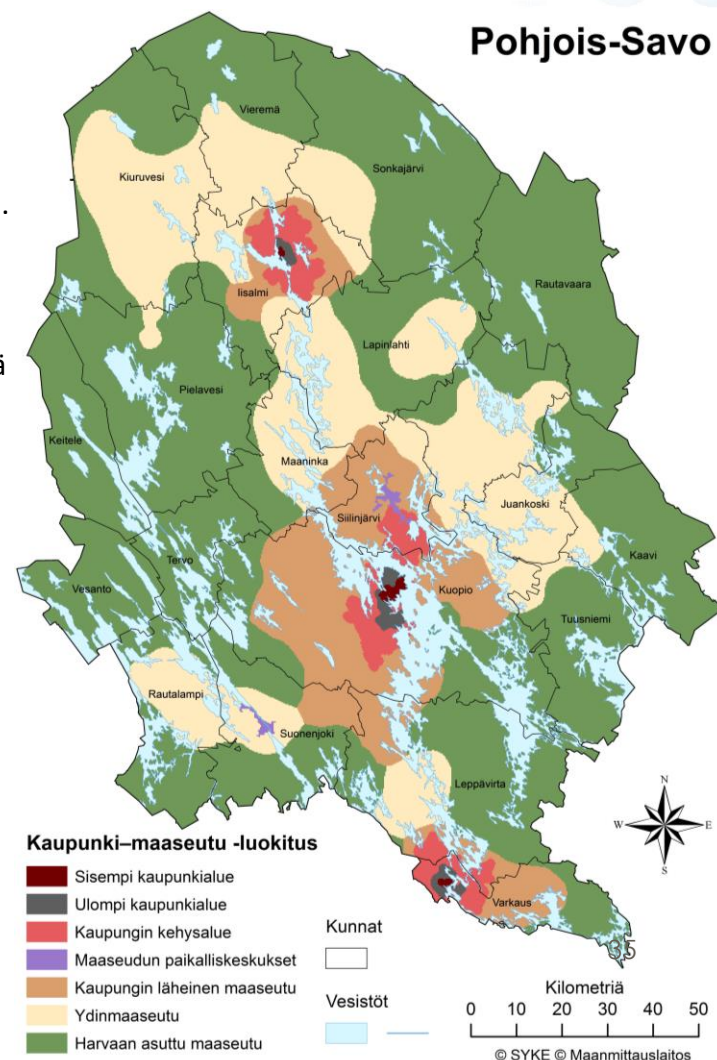 Pohjois-Savo
Vieremä
Kiuruvesi
Sonkajärvi
.
Iisalmi
Rautavaara
Lapinlahti
ä
Pielavesi
Keitele
Maaninka
Siilinjärvi
Juankoski
Kaavi
Tervo
Vesanto
Kuopio
Tuusniemi
Rautalampi
Suonenjoki
Leppävirta
N
W E
S
Varkaus
35
Kaupunki–maaseutu -luokitus
Sisempi kaupunkialue
Ulompi kaupunkialue
Kaupungin kehysalue
Maaseudun paikalliskeskukset
Kaupungin läheinen maaseutu
Ydinmaaseutu
Harvaan asuttu maaseutu
Kunnat
Vesistöt
Kilometriä
0 10 20 30 40 50
© SYKE © Maanmittauslaitos